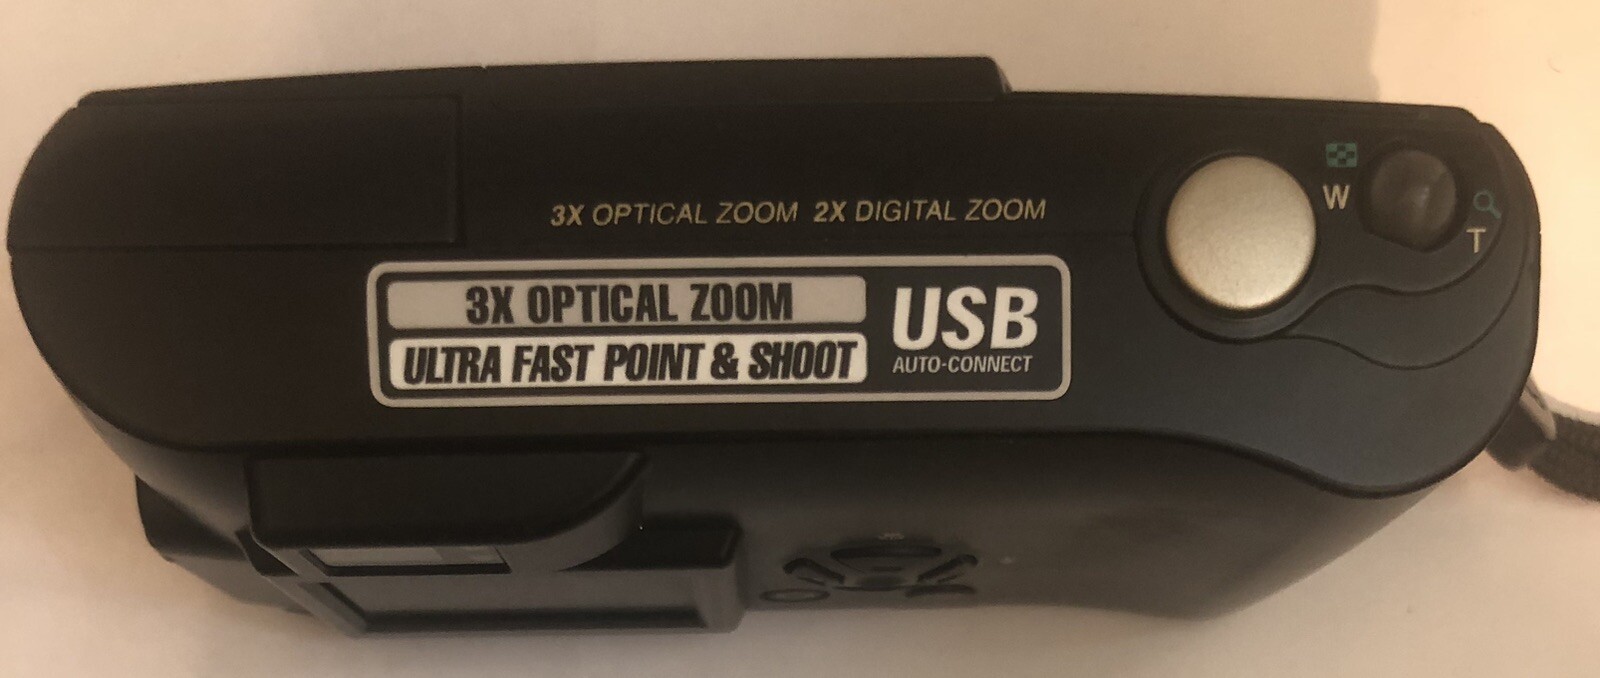 3X OPTICAL ZOOM 2X DIGITAL ZOOM
W
T
3X OPTICAL ZOOM
ULTRA FAST POINT & SHOOT
USB
AUTO-CONNECT